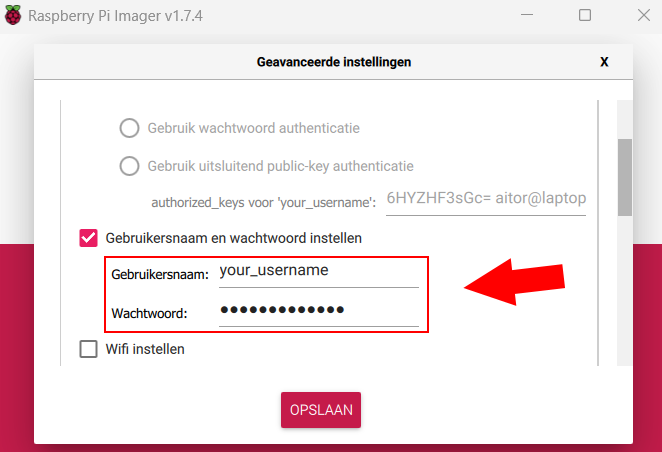 Raspberry Pi Imager v1.7.4
Geavanceerde instellingen X
Gebruik wachtwoord authenticatie
Gebruik uitsluitend public-key authenticatie
authorized_keys voor 'your_username': 6HYZHF3sGc= aitor@laptop
Gebruikersnaam en wachtwoord instellen
Gebruikersnaam: your_username
Wachtwoord: •••••••••••••
Wifi instellen
OPSLAAN